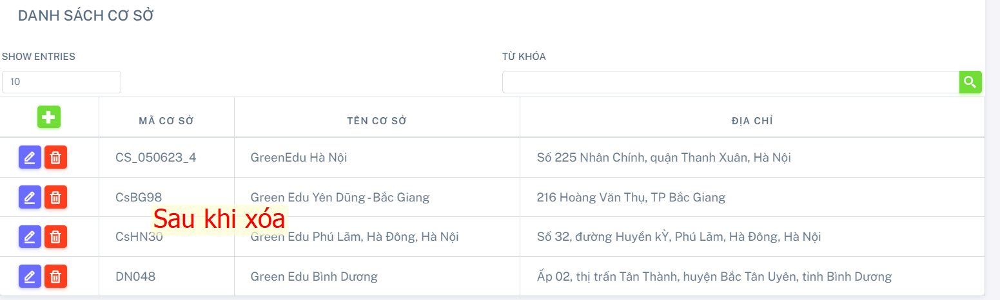 DANH SÁCH CƠ SỞ
SHOW ENTRIES TỪ KHÓA
10
MÃ CƠ SỞ TÊN CƠ SỞ ĐỊA CHỈ
CS_050623_4 GreenEdu Hà Nội Số 225 Nhân Chính, quận Thanh Xuân, Hà Nội
CsBG98 Green Edu Yên Dũng - Bắc Giang 216 Hoàng Văn Thụ, TP Bắc Giang
Sau khi xóa
CsHN30 Green Edu Phú Lãm, Hà Đông, Hà Nội Số 32, đường Huyền kỲ, Phú Lãm, Hà Đông, Hà Nội
DN048 Green Edu Bình Dương Ấp 02, thị trấn Tân Thành, huyện Bắc Tân Uyên, tỉnh Bình Dương